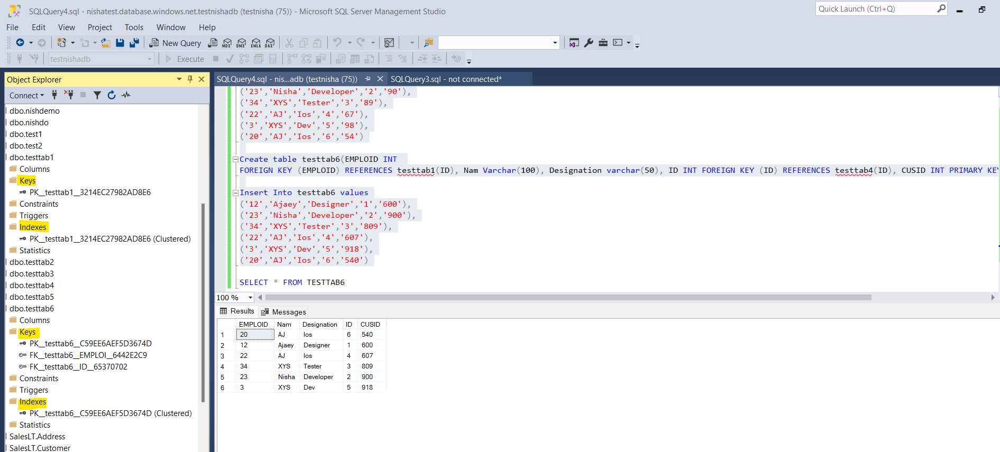 SQLQuery4.sql - nishatest.database.windows.net.testnishadb (testnisha (75)) - Microsoft SQL Server Management Studio
Quick Launch (Ctrl+Q)
File Edit View Project Tools Window Help
New Query MDX DMX XMLA DAX
testnishadb Execute
Object Explorer
Connect
dbo.nishdemo
dbo.nishdo
dbo.test1
dbo.test2
dbo.testtab1
Columns
Keys
PK__testtab1__3214EC27982AD8E6
Constraints
Triggers
Indexes
PK__testtab1__3214EC27982AD8E6 (Clustered)
Statistics
dbo.testtab2
dbo.testtab3
dbo.testtab4
dbo.testtab5
dbo.testtab6
Columns
Keys
PK__testtab6__C59EE6AEF5D3674D
FK__testtab6__EMPLOI__6442E2C9
FK__testtab6__ID__65370702
Constraints
Triggers
Indexes
PK__testtab6__C59EE6AEF5D3674D (Clustered)
Statistics
SalesLT.Address
SalesLT.Customer
SQLQuery4.sql - nis...adb (testnisha (75)) SQLQuery3.sql - not connected*
('23','Nisha','Developer','2','90'),
('34','XYS','Tester','3','89'),
('22','AJ','Ios','4','67'),
('3','XYS','Dev','5','98'),
('20','AJ','Ios','6','54')
Create table testtab6(EMPLOID INT
FOREIGN KEY (EMPLOID) REFERENCES testtab1(ID), Nam Varchar(100), Designation varchar(50), ID INT FOREIGN KEY (ID) REFERENCES testtab4(ID), CUSID INT PRIMARY KEY
Insert Into testtab6 values
('12','Ajaey','Designer','1','600'),
('23','Nisha','Developer','2','900'),
('34','XYS','Tester','3','809'),
('22','AJ','Ios','4','607'),
('3','XYS','Dev','5','918'),
('20','AJ','Ios','6','540')
SELECT * FROM TESTTAB6
100 %
Results Messages
EMPLOID Nam Designation ID CUSID
1 20 AJ Ios 6 540
2 12 Ajaey Designer 1 600
3 22 AJ Ios 4 607
4 34 XYS Tester 3 809
5 23 Nisha Developer 2 900
6 3 XYS Dev 5 918